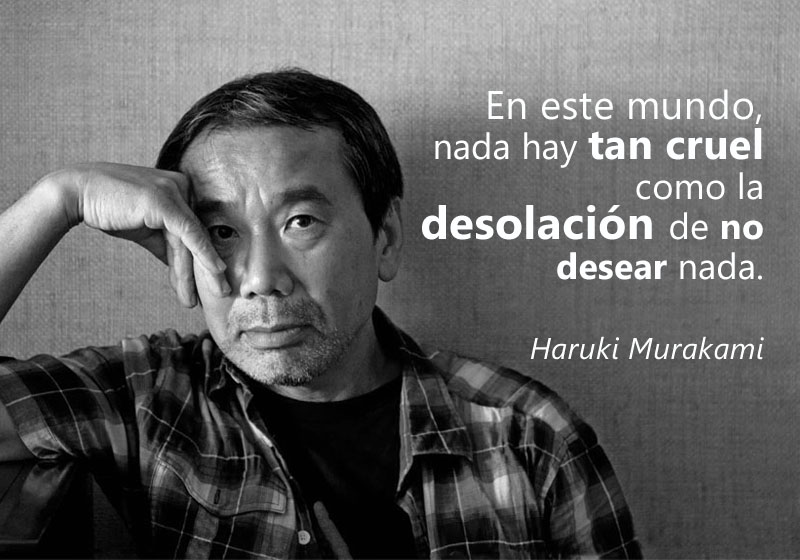 En este mundo,
nada hay tan cruel
como la
desolación de no
desear nada.
Haruki Murakami